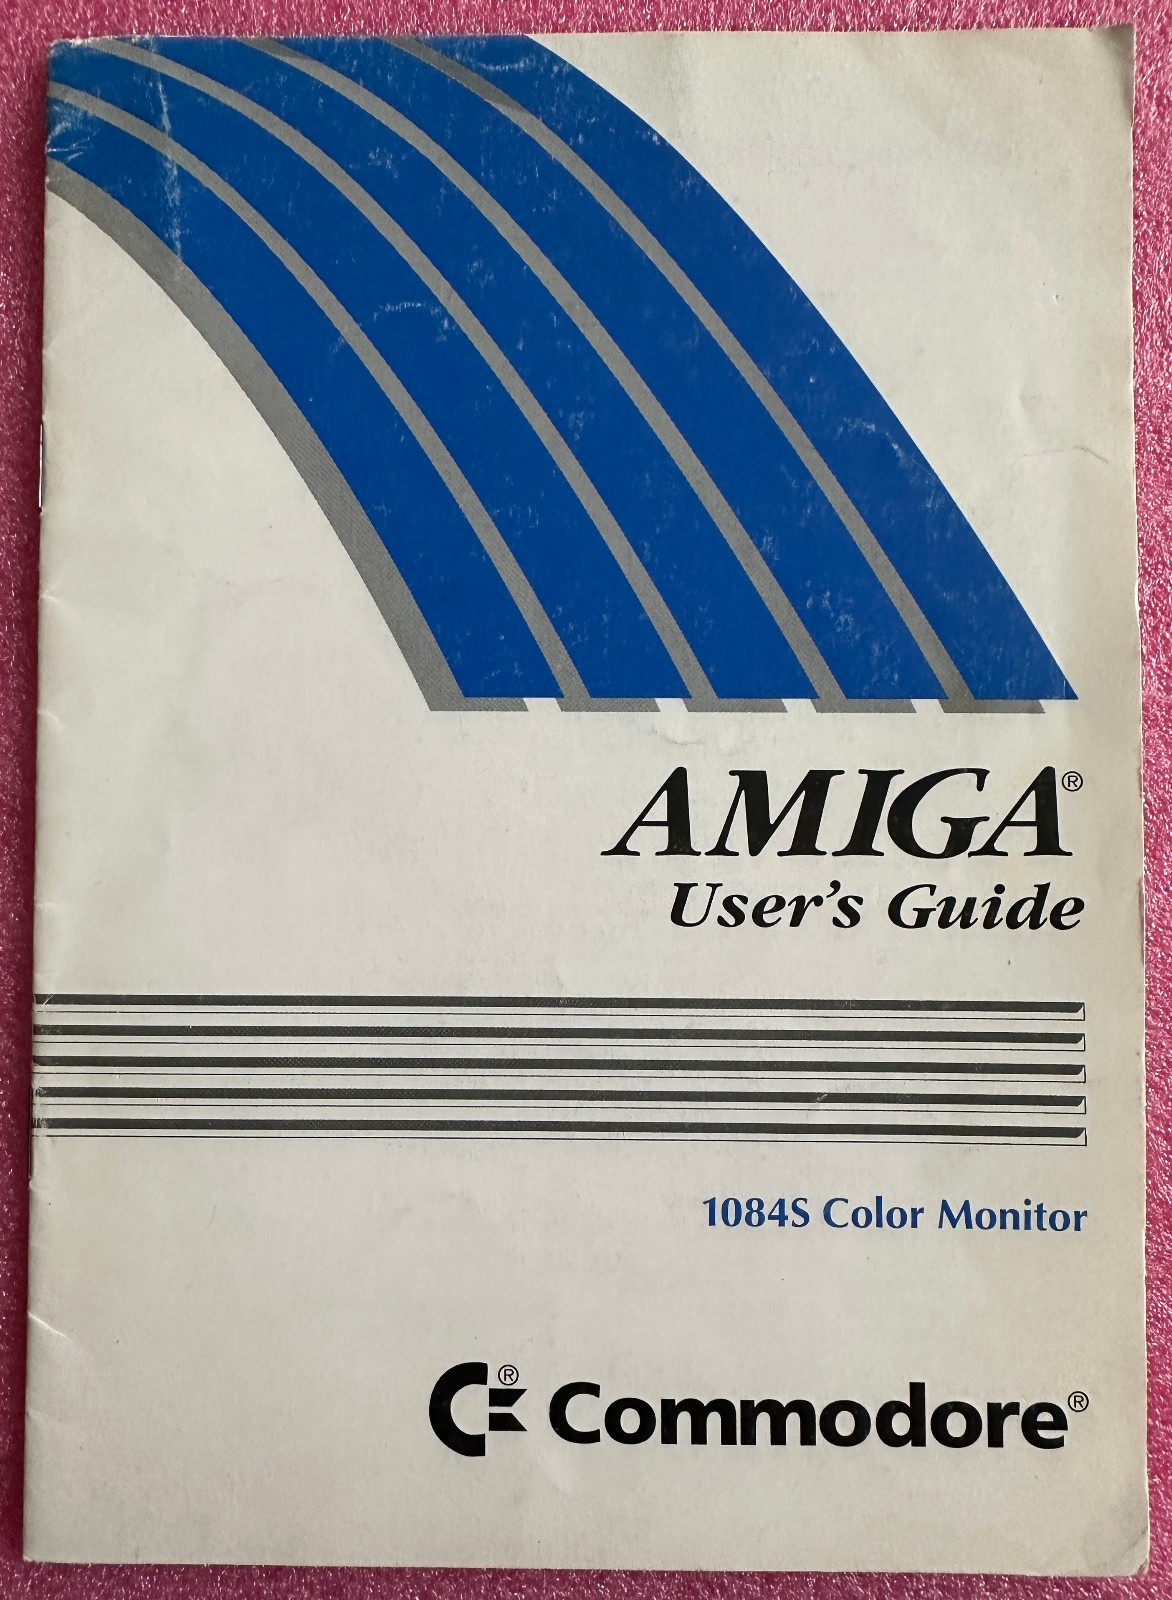 AMIGA®
User's Guide
1084S Color Monitor
® Commodore®